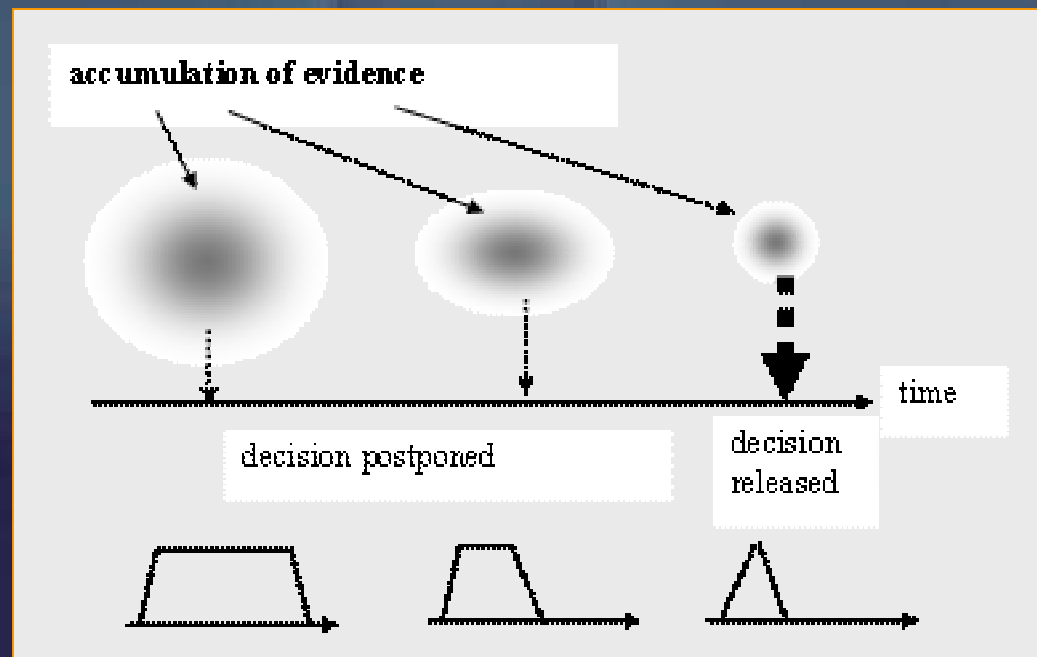 accumulation of evidence
time
decision postponed
decision
released